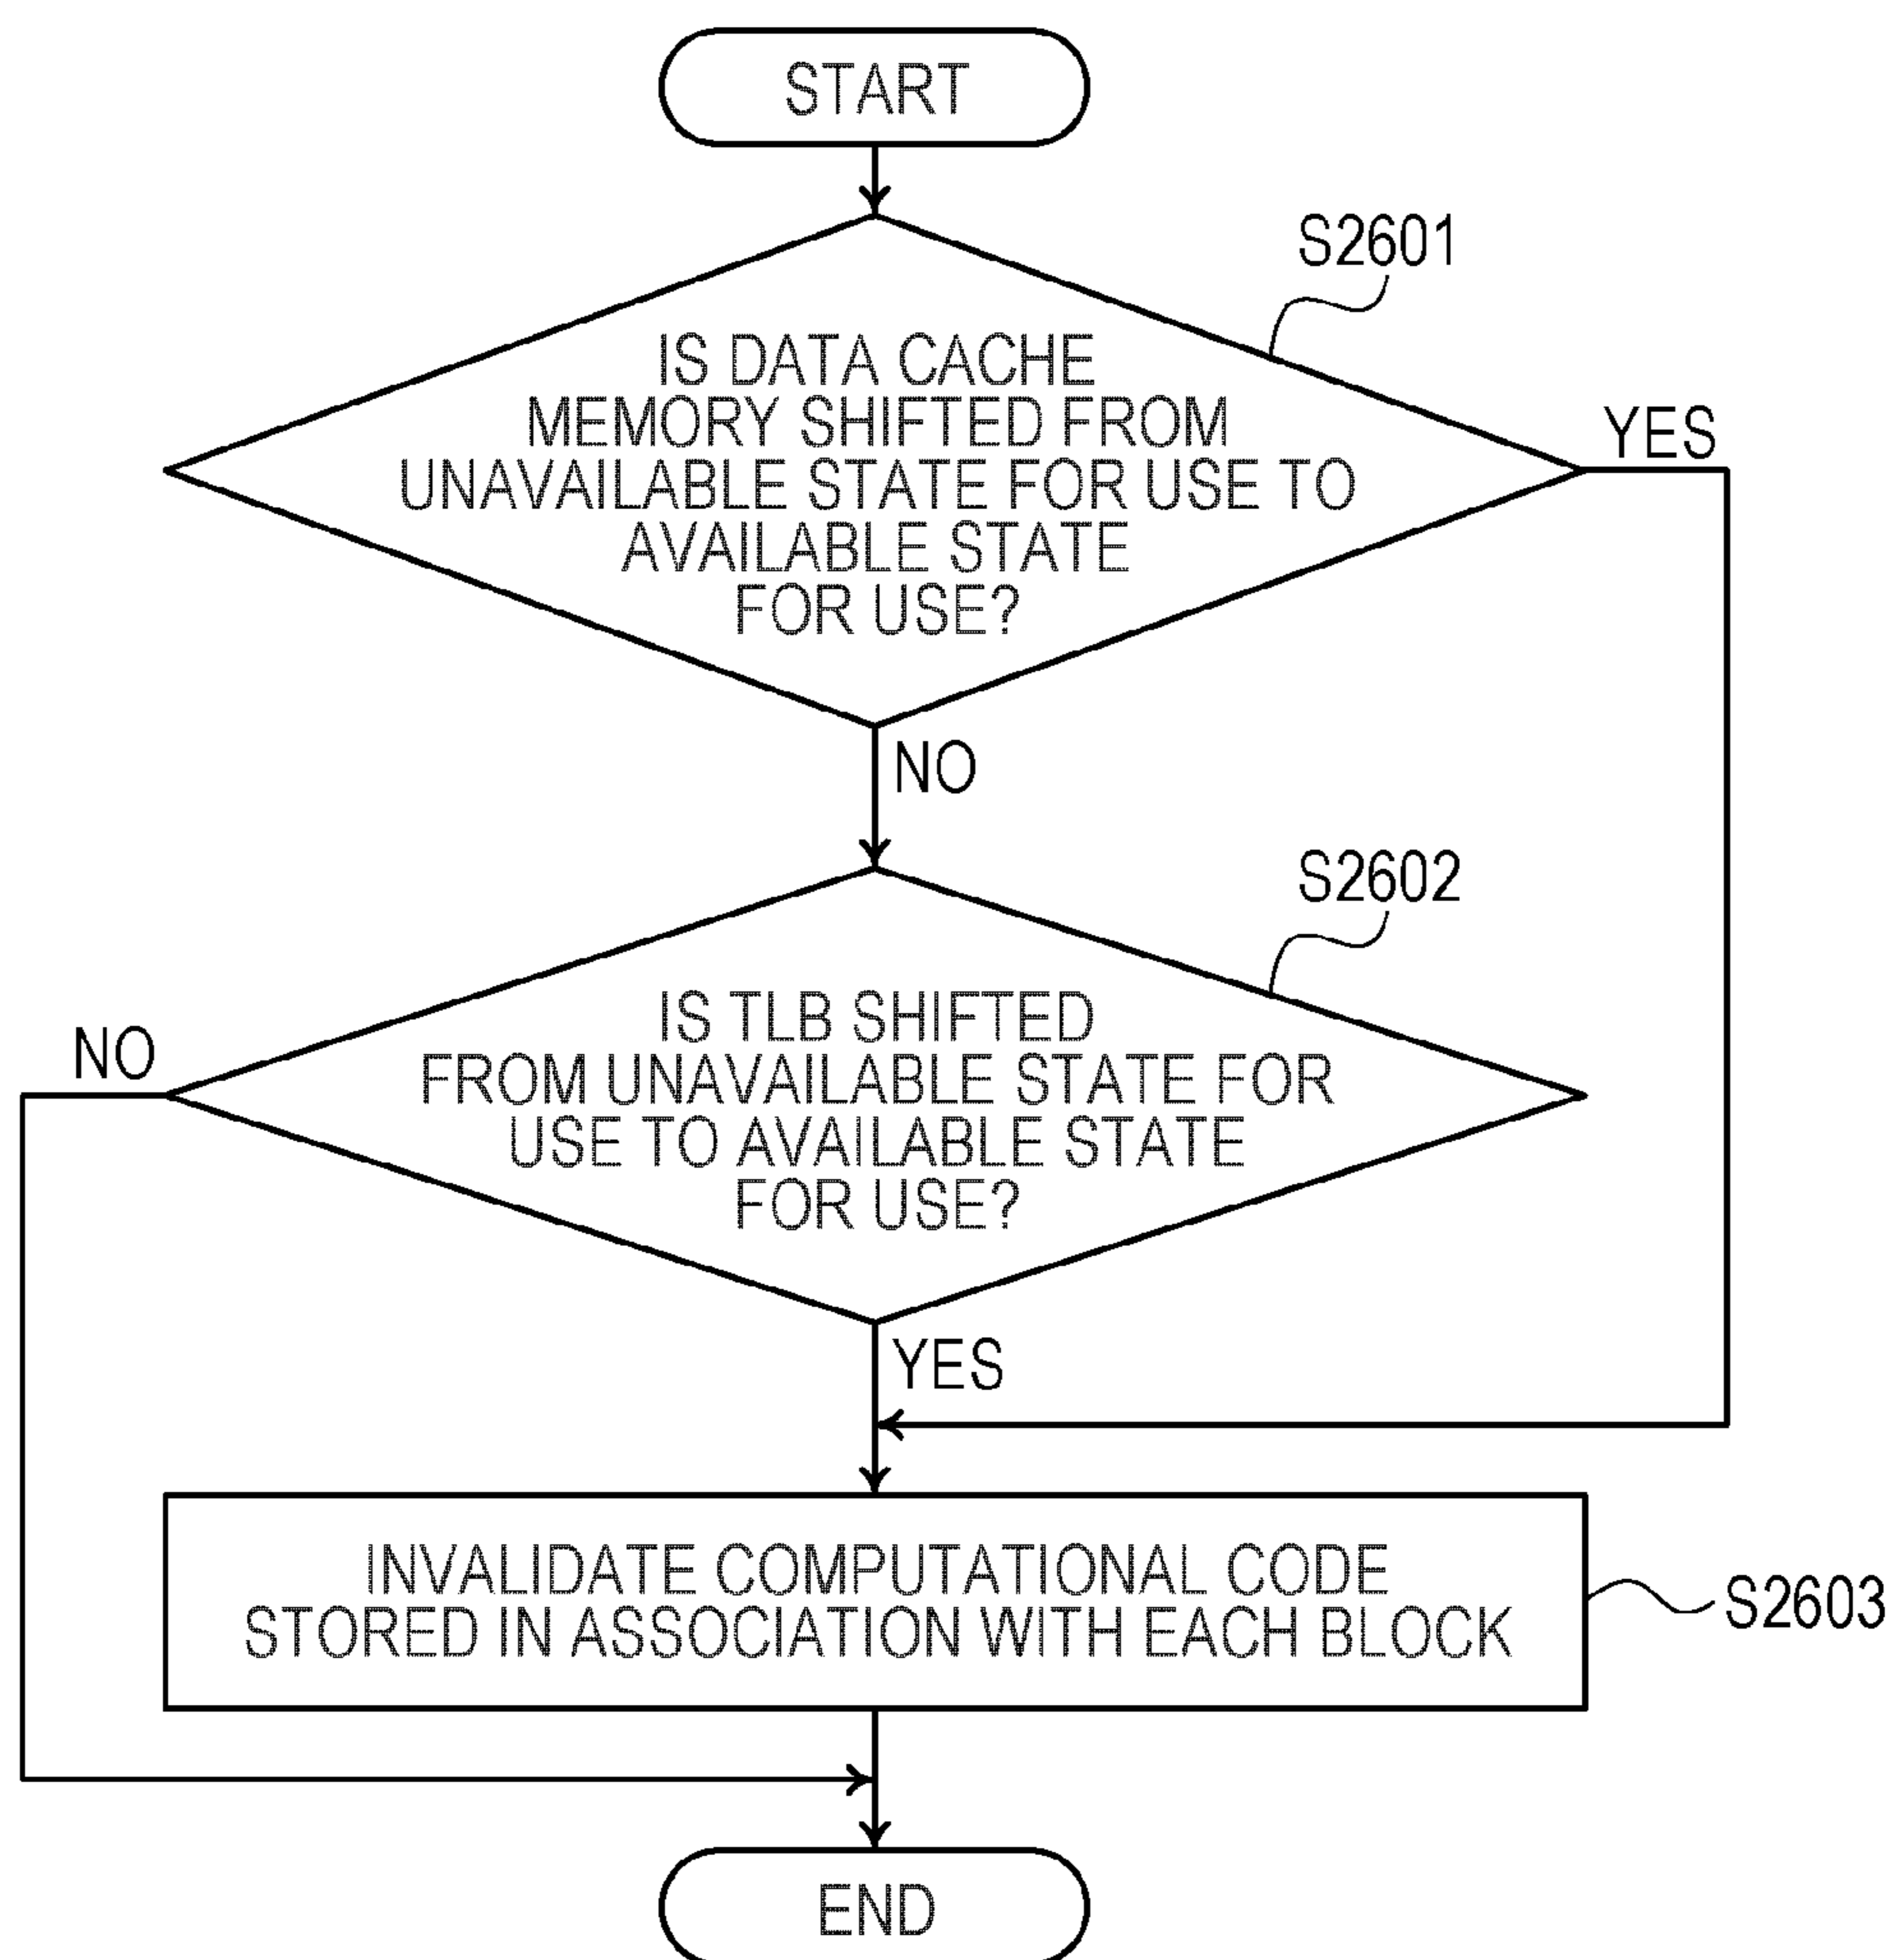 START
S2601
IS DATA CACHE
MEMORY SHIFTED FROM
UNAVAILABLE STATE FOR USE TO
AVAILABLE STATE
FOR USE?
YES
NO
S2602
IS TLB SHIFTED
FROM UNAVAILABLE STATE FOR
USE TO AVAILABLE STATE
FOR USE?
NO
YES
INVALIDATE COMPUTATIONAL CODE
STORED IN ASSOCIATION WITH EACH BLOCK
S2603
END